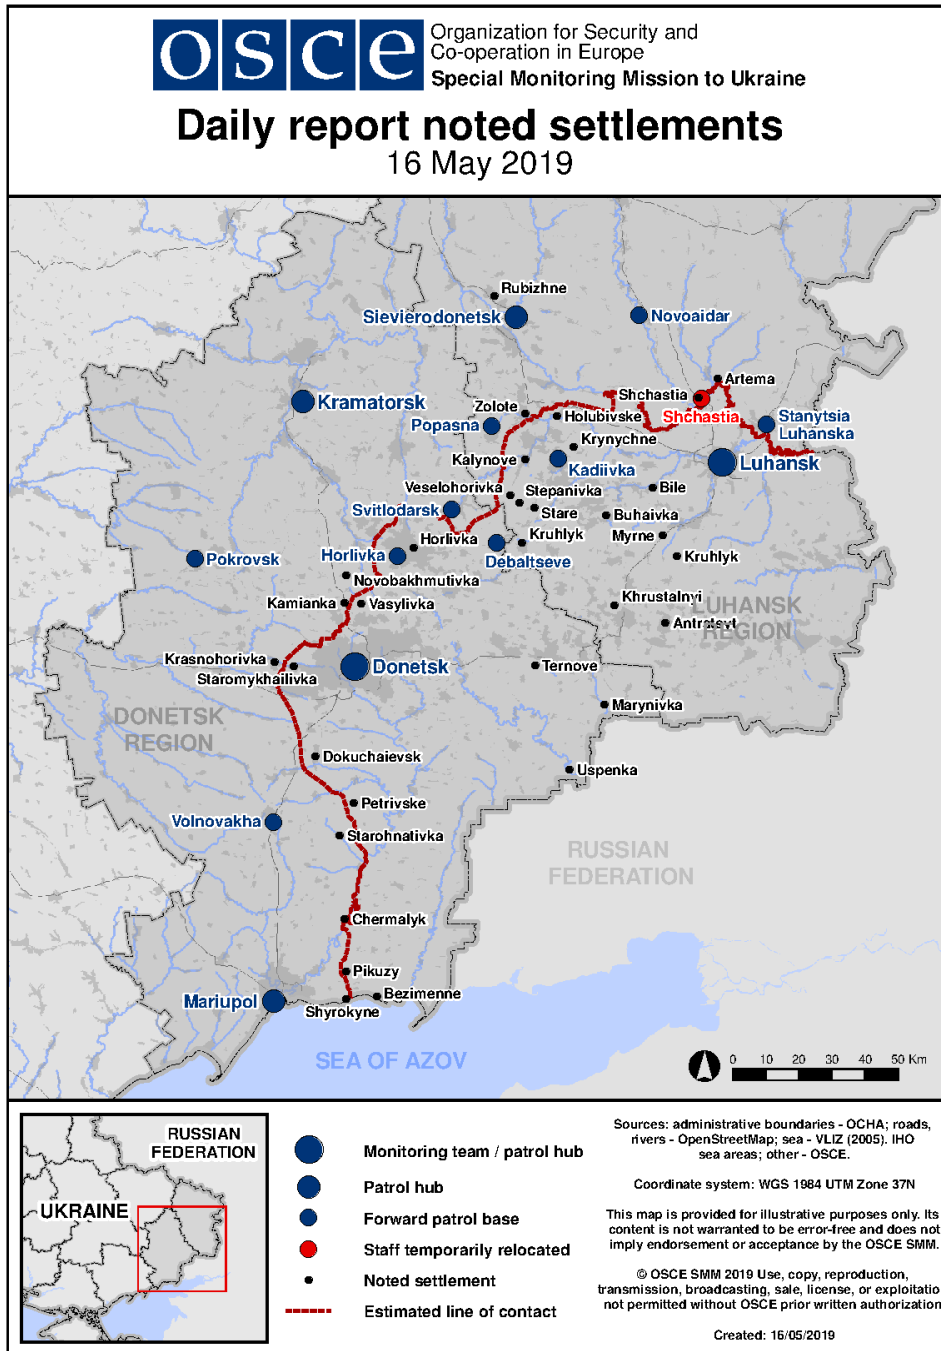 osce
Organization for Security and
Co-operation in Europe
Special Monitoring Mission to Ukraine
Daily report noted settlements
16 May 2019
Rubizhne
Sievierodonetsk
Novoaidar
Artema
Shchastia
Shchastia
Kramatorsk
Zolote
Holubivske
Popasna
Stanytsia
Luhanska
Krynychne
Kalynove
Kadiivka
Luhansk
Veselohorivka
Stepanivka
Bile
Svitlodarsk
Stare
Buhaivka
Horlivka
Kruhlyk
Myrne
Horlivka
Debaltseve
Kruhlyk
Pokrovsk
Novobakhmutivka
Kamianka
Vasylivka
Khrustalnyi
LUHANSK
REGION
Antratsyt
Krasnohorivka
Staromykhailivka
Donetsk
Ternove
Marynivka
DONETSK
REGION
Dokuchaievsk
Uspenka
Petrivske
Volnovakha
Starohnativka
RUSSIAN
FEDERATION
Chermalyk
Pikuzy
Mariupol
Bezimenne
Shyrokyne
SEA OF AZOV
0 10 20 30 40 50 Km
RUSSIAN
FEDERATION
UKRAINE
Monitoring team / patrol hub
Patrol hub
Forward patrol base
Staff temporarily relocated
Noted settlement
Estimated line of contact
Sources: administrative boundaries - OCHA; roads,
rivers - OpenStreetMap; sea - VLIZ (2005). IHO
sea areas; other - OSCE.
Coordinate system: WGS 1984 UTM Zone 37N
This map is provided for illustrative purposes only. Its
content is not warranted to be error-free and does not
imply endorsement or acceptance by the OSCE SMM.
© OSCE SMM 2019 Use, copy, reproduction,
transmission, broadcasting, sale, license, or exploitatio
not permitted without OSCE prior written authorization
Created: 16/05/2019